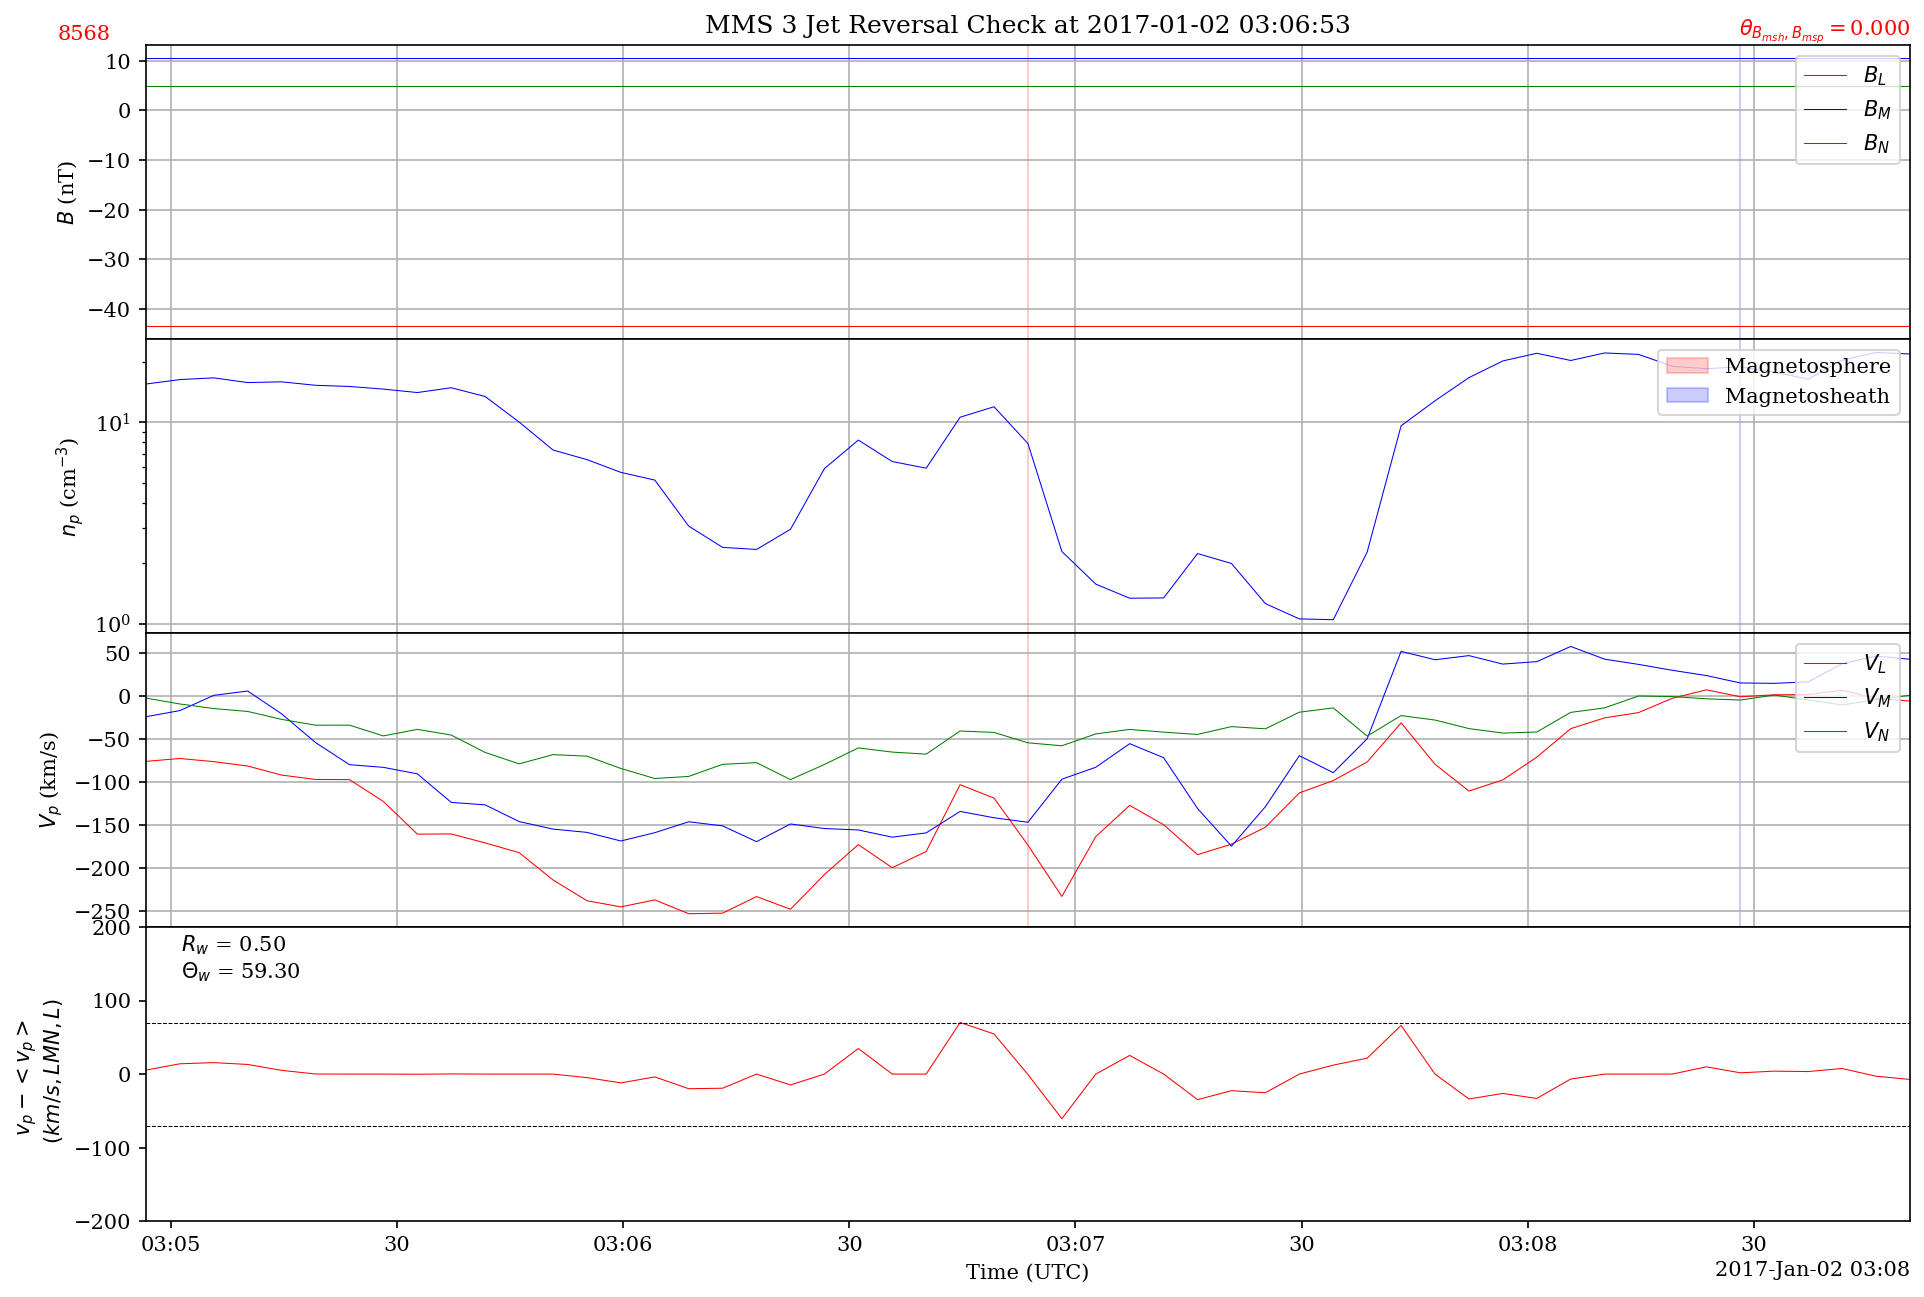 MMS 3 Jet Reversal Check at 2017-01-02 03:06:53
8568
θ_{B_{msh}, B_{msp}} = 0.000
10
0
−10
−20
−30
−40
B (nT)
B_L
B_M
B_N
10^1
10^0
n_p (cm^{−3})
Magnetosphere
Magnetosheath
50
0
−50
−100
−150
−200
−250
V_p (km/s)
V_L
V_M
V_N
200
100
0
−100
−200
v_p − < v_p >
(km/s, LMN, L)
R_w = 0.50
Θ_w = 59.30
03:05 30 03:06 30 03:07 30 03:08 30
Time (UTC)
2017-Jan-02 03:08